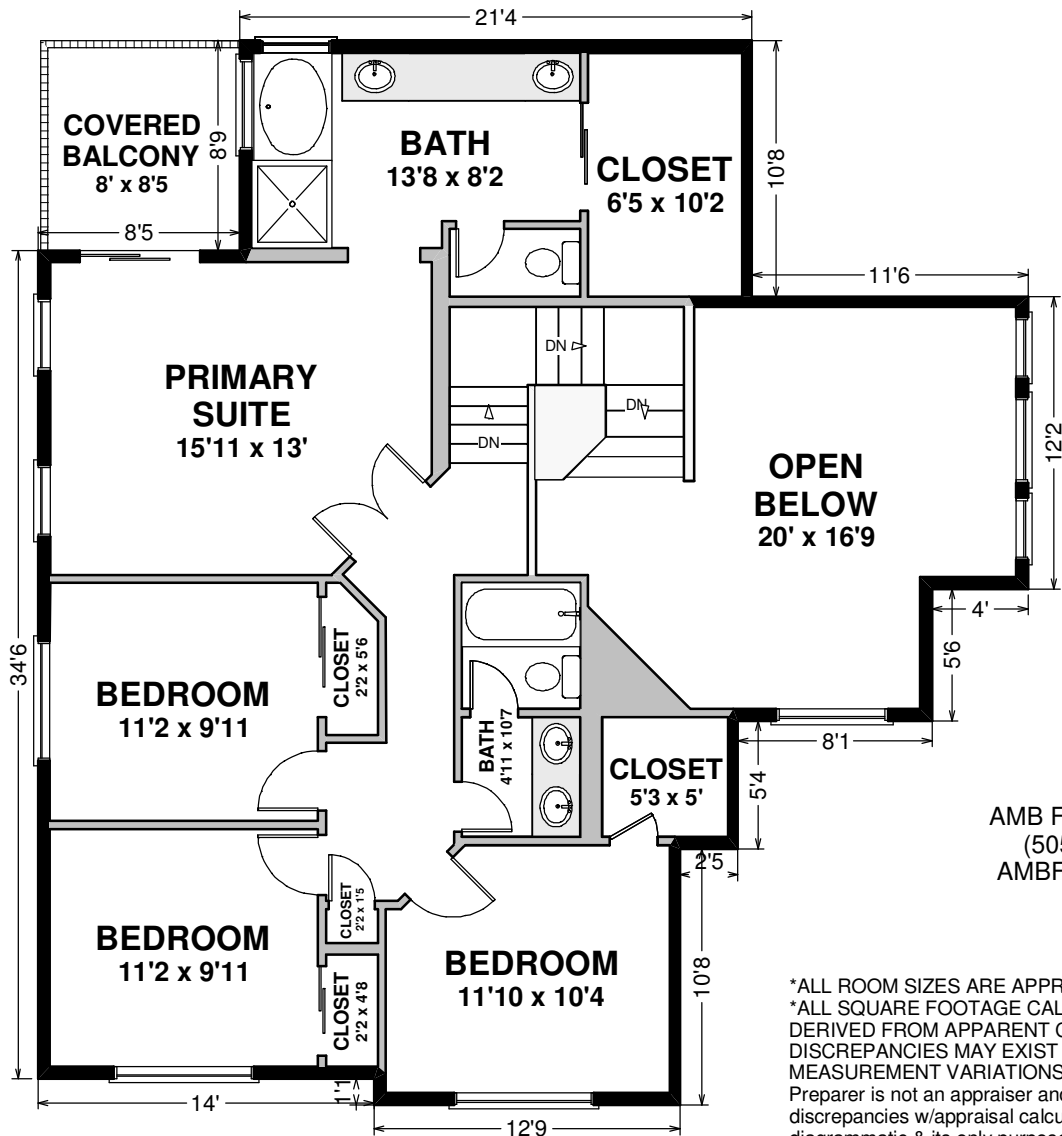 21'4
COVERED
BALCONY
8' x 8'5
8'9
BATH
13'8 x 8'2
CLOSET
6'5 x 10'2
10'8
8'5
11'6
PRIMARY
SUITE
15'11 x 13'
DN
DN
DN
OPEN
BELOW
20' x 16'9
12'2
4'
5'6
34'6
CLOSET
2'2 x 5'6
BEDROOM
11'2 x 9'11
BATH
4'11 x 10'7
8'1
CLOSET
5'3 x 5'
5'4
2'5
AMB F
(505
AMBF
CLOSET
2'2 x 1'5
BEDROOM
11'2 x 9'11
BEDROOM
11'10 x 10'4
10'8
CLOSET
2'2 x 4'8
1'1
14'
12'9
*ALL ROOM SIZES ARE APPR
*ALL SQUARE FOOTAGE CAL
DERIVED FROM APPARENT
DISCREPANCIES MAY EXIST
MEASUREMENT VARIATIONS
Preparer is not an appraiser and
discrepancies w/appraisal calcu
diagrammatic & its only purpose